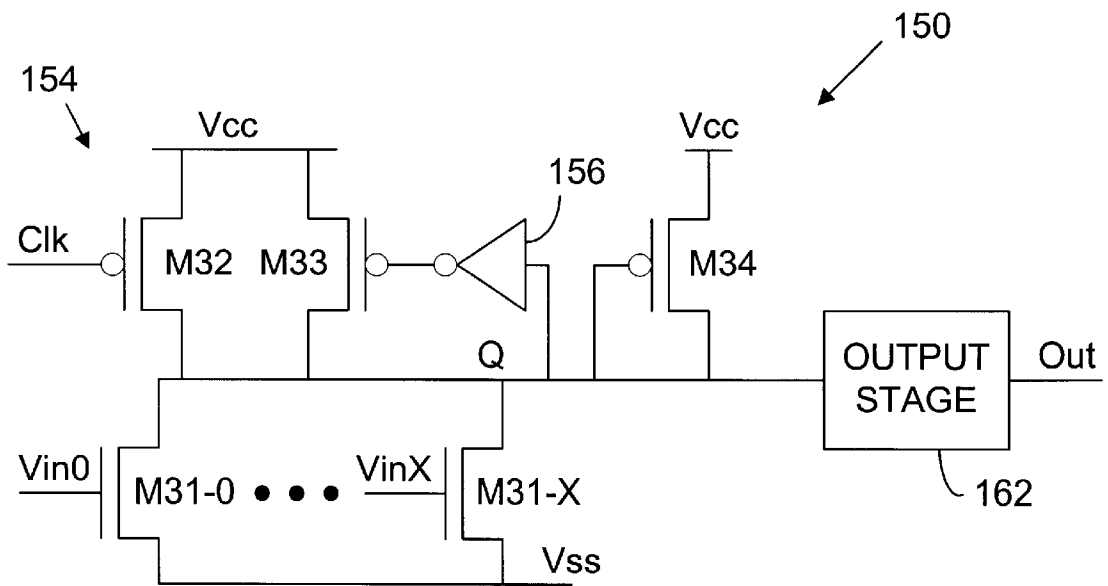 150
154
Vcc
Vcc
156
Clk
M32
M33
M34
Q
OUTPUT
STAGE
Out
Vin0
M31-0
VinX
M31-X
162
Vss